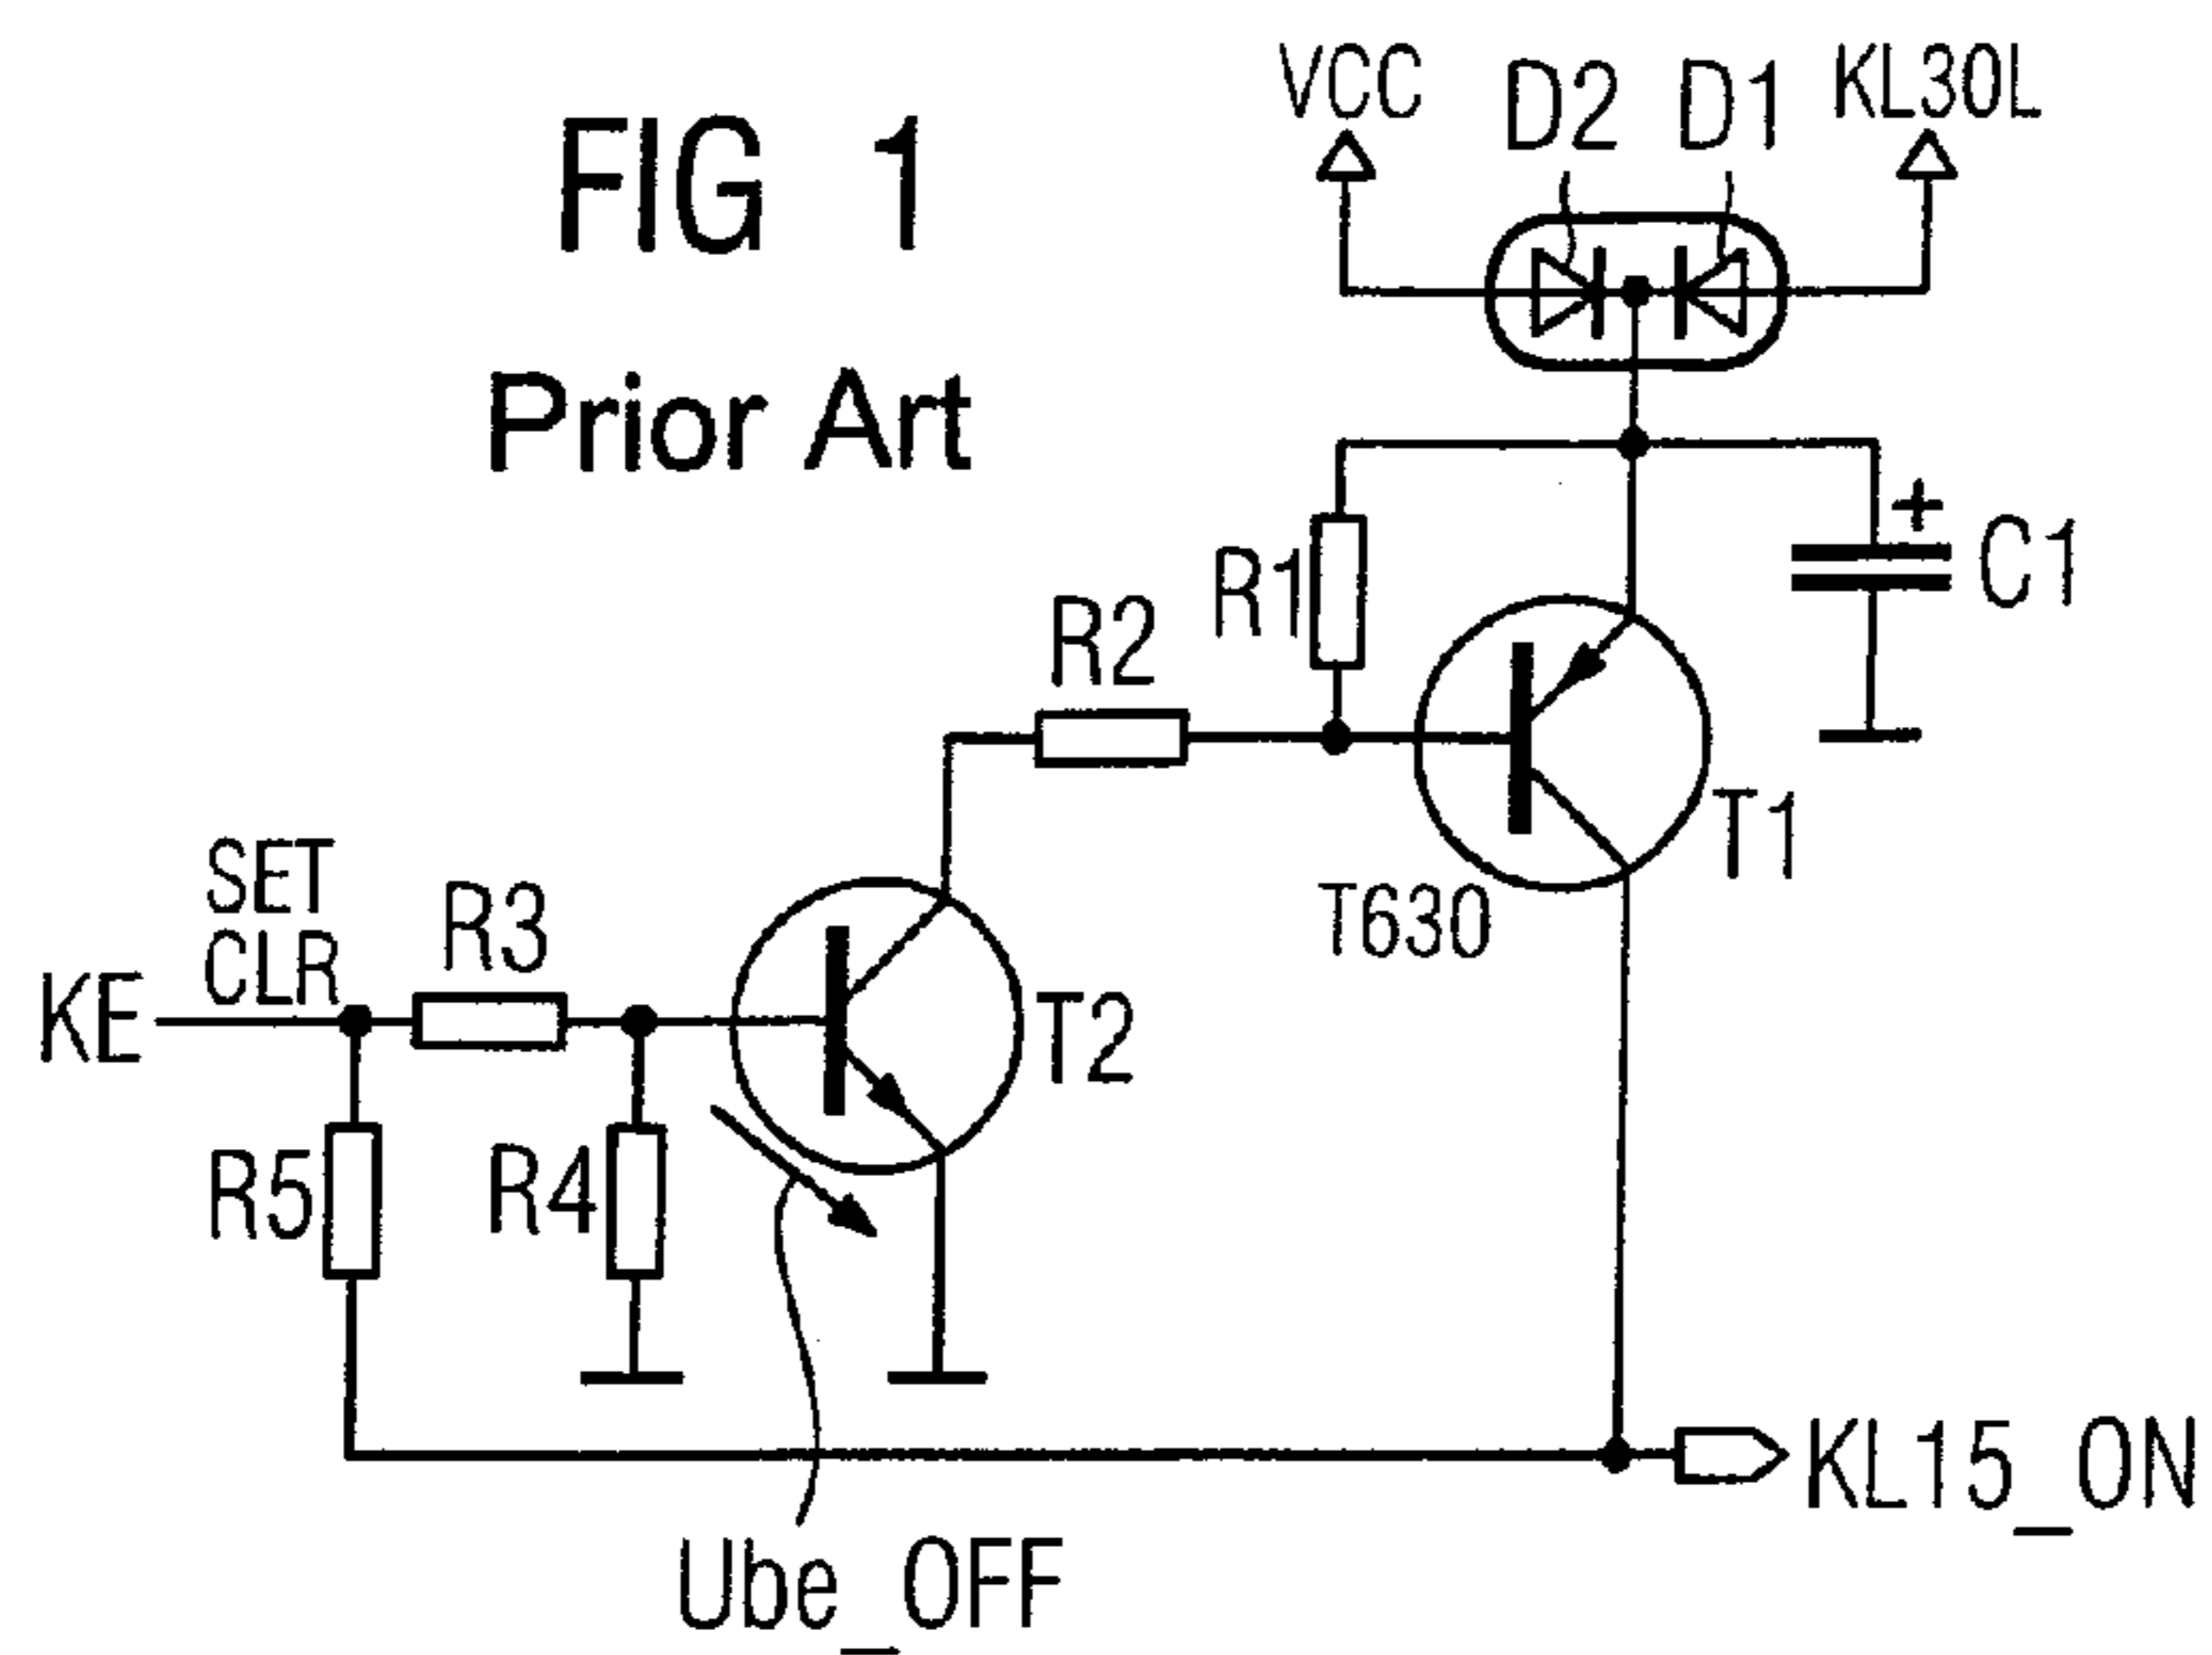 FIG 1
Prior Art
VCC
D2
D1
KL30L
+
C1
R1
R2
T1
T630
SET
CLR
R3
KE
T2
R5
R4
KL15_ON
Ube_OFF